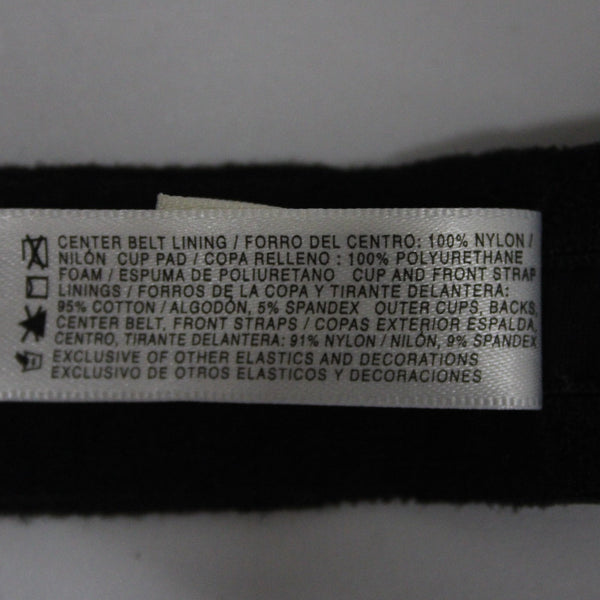 CENTER BELT LINING / FORRO DEL CENTRO: 100% NYLON /
NILÓN CUP PAD / COPA RELLENO : 100% POLYURETHANE
FOAM / ESPUMA DE POLIURETANO CUP AND FRONT STRAP
LININGS / FORROS DE LA COPA Y TIRANTE DELANTERA:
95% COTTON / ALGODÓN, 5% SPANDEX OUTER CUPS, BACKS,
CENTER BELT, FRONT STRAPS / COPAS EXTERIOR ESPALDA,
CENTRO, TIRANTE DELANTERA: 91% NYLON / NILÓN, 9% SPANDEX
EXCLUSIVE OF OTHER ELASTICS AND DECORATIONS
EXCLUSIVO DE OTROS ELASTICOS Y DECORACIONES